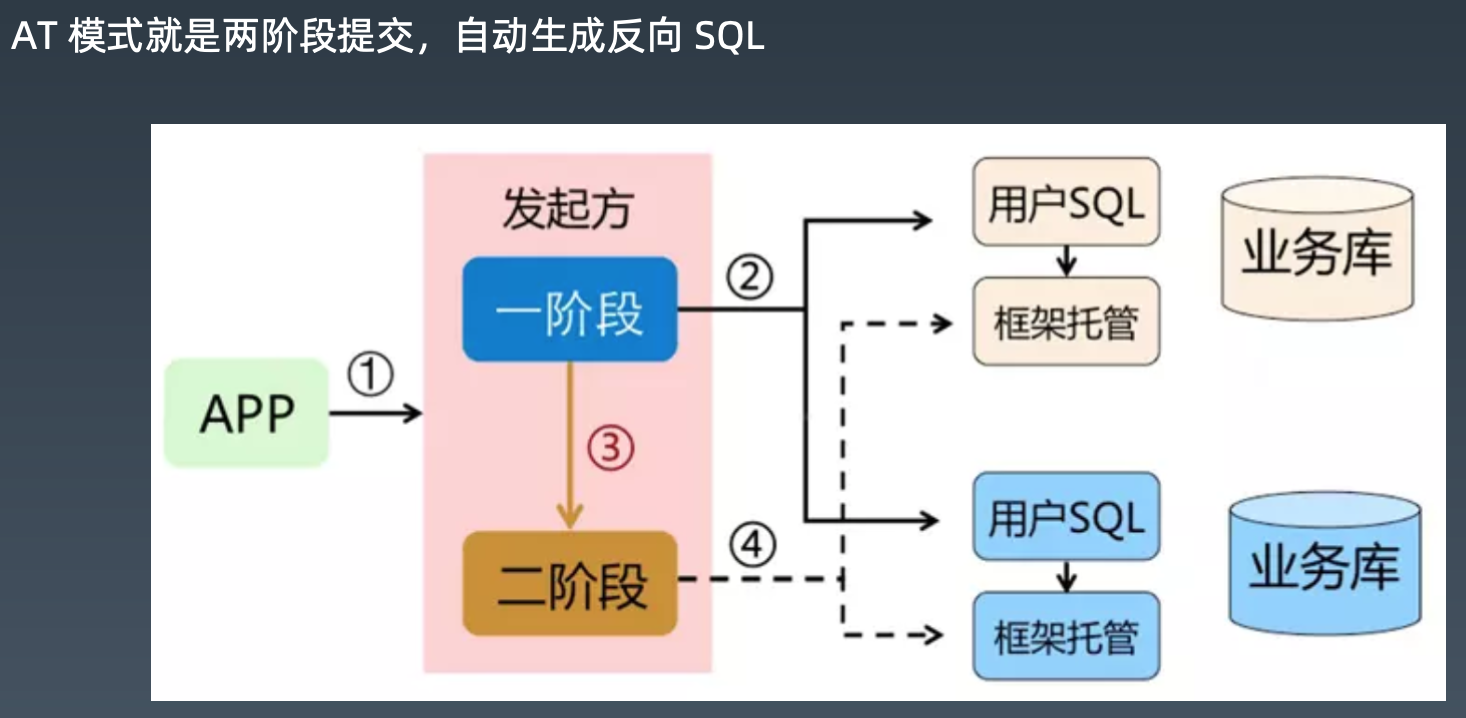 AT 模式就是两阶段提交，自动生成反向 SQL
发起方
一阶段
二阶段
APP
①
②
③
④
用户SQL
框架托管
业务库
用户SQL
框架托管
业务库